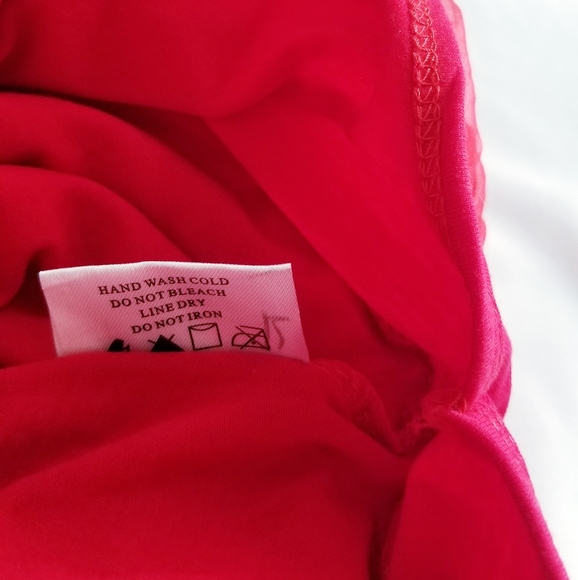 HAND WASH COLD
DO NOT BLEACH
LINE DRY
DO NOT IRON